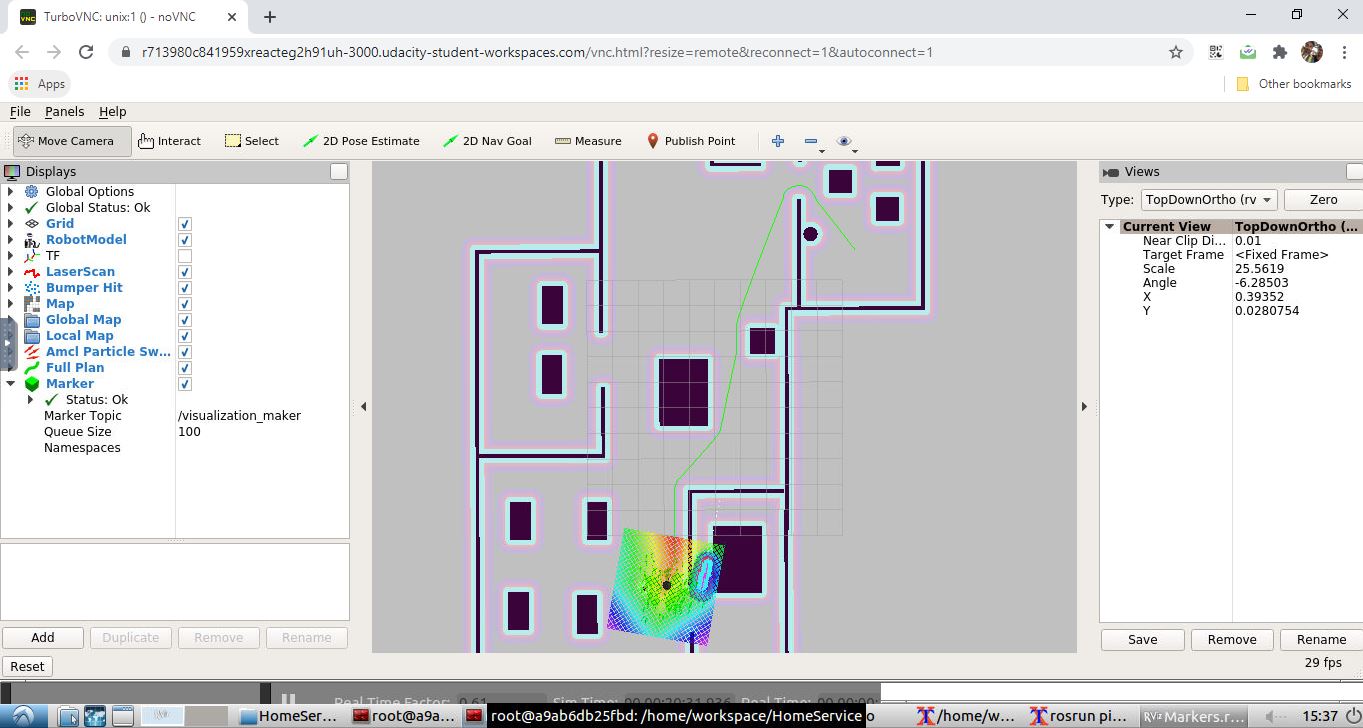 TurboVNC: unix:1 () - noVNC
r713980c841959xreacteg2h91uh-3000.udacity-student-workspaces.com/vnc.html?resize=remote&reconnect=1&autoconnect=1
Apps
Other bookmarks
File Panels Help
Move Camera Interact Select 2D Pose Estimate 2D Nav Goal Measure Publish Point
Displays
Global Options
Global Status: Ok
Grid
RobotModel
TF
LaserScan
Bumper Hit
Map
Global Map
Local Map
Amcl Particle Sw...
Full Plan
Marker
Status: Ok
Marker Topic /visualization_maker
Queue Size 100
Namespaces
Add Duplicate Remove Rename
Reset
Views
Type: TopDownOrtho (rv Zero
Current View TopDownOrtho (...
Near Clip Di... 0.01
Target Frame <Fixed Frame>
Scale 25.5619
Angle -6.28503
X 0.39352
Y 0.0280754
Save Remove Rename
29 fps
Real Time Factor: 0.61 Sim Time: 00 00:20:31.936 Real Time: 00 00:00:
HomeSer... root@a9a... root@a9ab6db25fbd: /home/workspace/HomeService o /home/w... rosrun pi... RViz Markers.r... 15:37